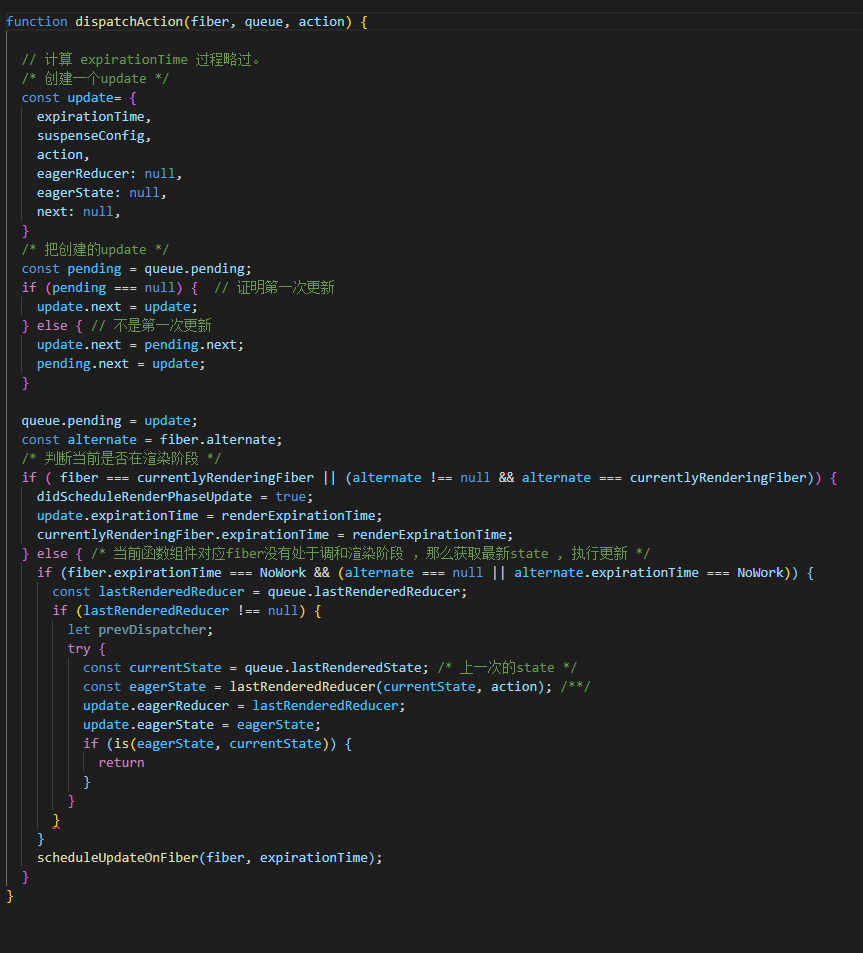 function dispatchAction(fiber, queue, action) {
// 计算 expirationTime 过程略过。
/* 创建一个update */
const update= {
expirationTime,
suspenseConfig,
action,
eagerReducer: null,
eagerState: null,
next: null,
}
/* 把创建的update */
const pending = queue.pending;
if (pending === null) {  // 证明第一次更新
update.next = update;
} else { // 不是第一次更新
update.next = pending.next;
pending.next = update;
}
queue.pending = update;
const alternate = fiber.alternate;
/* 判断当前是否在渲染阶段 */
if ( fiber === currentlyRenderingFiber || (alternate !== null && alternate === currentlyRenderingFiber)) {
didScheduleRenderPhaseUpdate = true;
update.expirationTime = renderExpirationTime;
currentlyRenderingFiber.expirationTime = renderExpirationTime;
} else { /* 当前函数组件对应fiber没有处于调和渲染阶段 ，那么获取最新state , 执行更新 */
if (fiber.expirationTime === NoWork && (alternate === null || alternate.expirationTime === NoWork)) {
const lastRenderedReducer = queue.lastRenderedReducer;
if (lastRenderedReducer !== null) {
let prevDispatcher;
try {
const currentState = queue.lastRenderedState; /* 上一次的state */
const eagerState = lastRenderedReducer(currentState, action); /**/
update.eagerReducer = lastRenderedReducer;
update.eagerState = eagerState;
if (is(eagerState, currentState)) {
return
}
}
}
}
scheduleUpdateOnFiber(fiber, expirationTime);
}
}